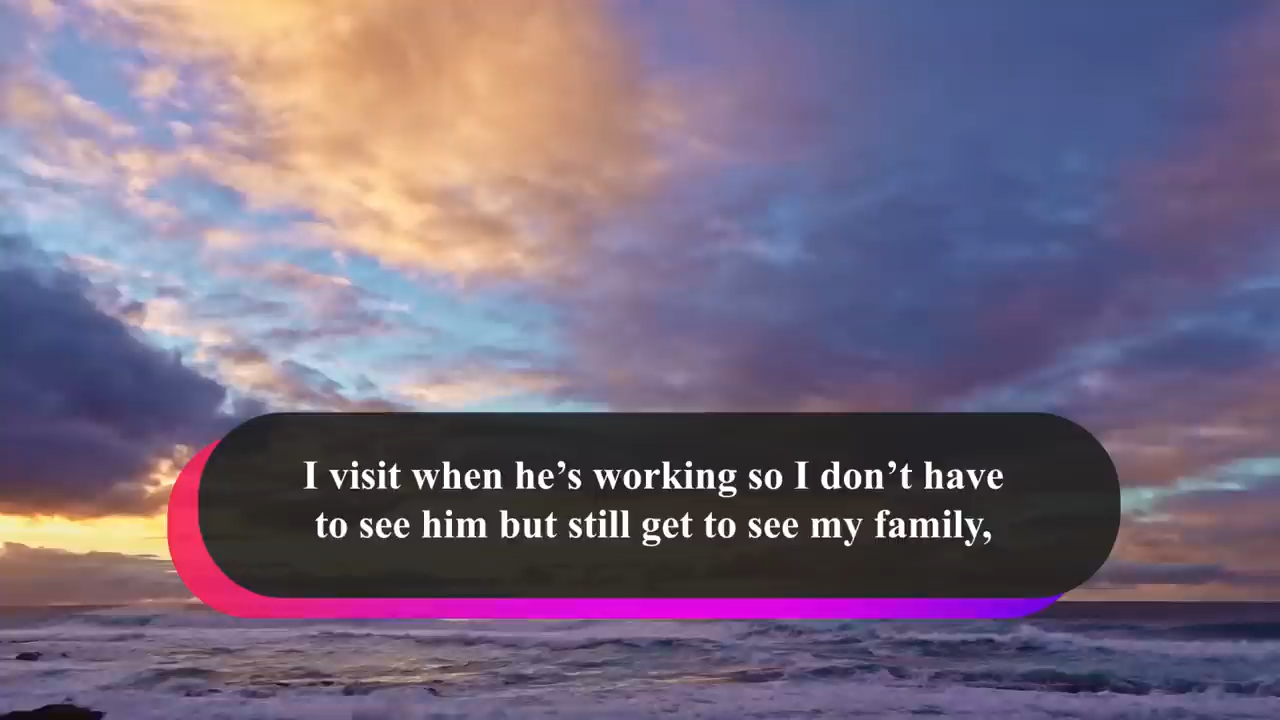 I visit when he’s working so I don’t have
to see him but still get to see my family,